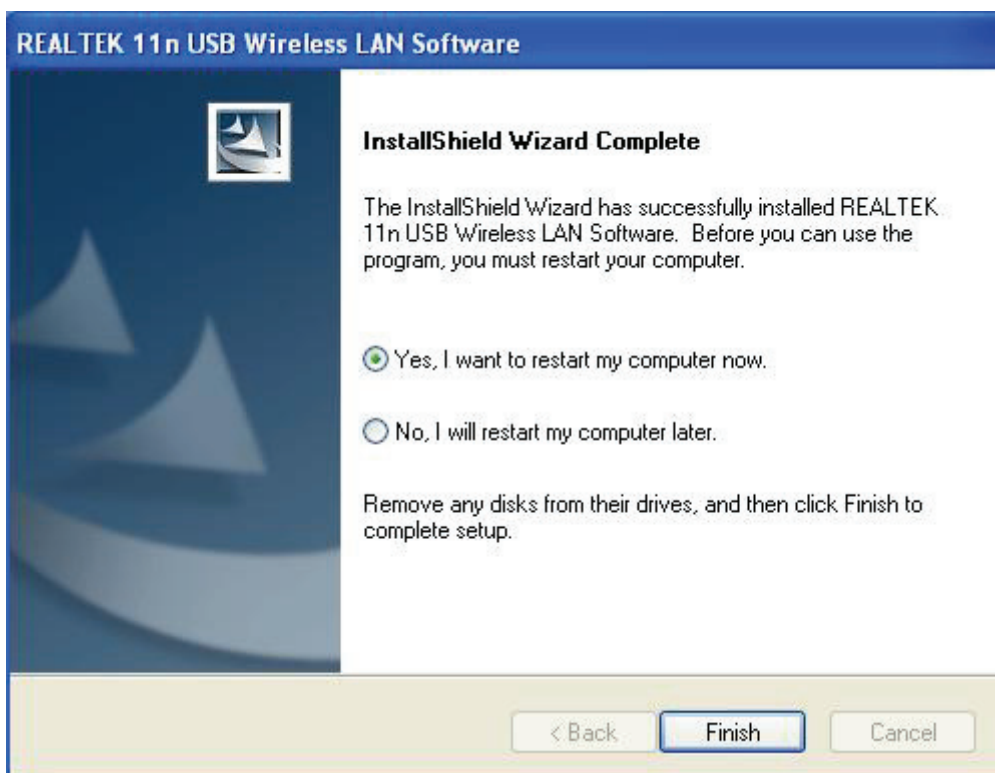 REALTEK 11n USB Wireless LAN Software
InstallShield Wizard Complete
The InstallShield Wizard has successfully installed REALTEK
11n USB Wireless LAN Software.  Before you can use the
program, you must restart your computer.
Yes, I want to restart my computer now.
No, I will restart my computer later.
Remove any disks from their drives, and then click Finish to
complete setup.
< Back
Finish
Cancel